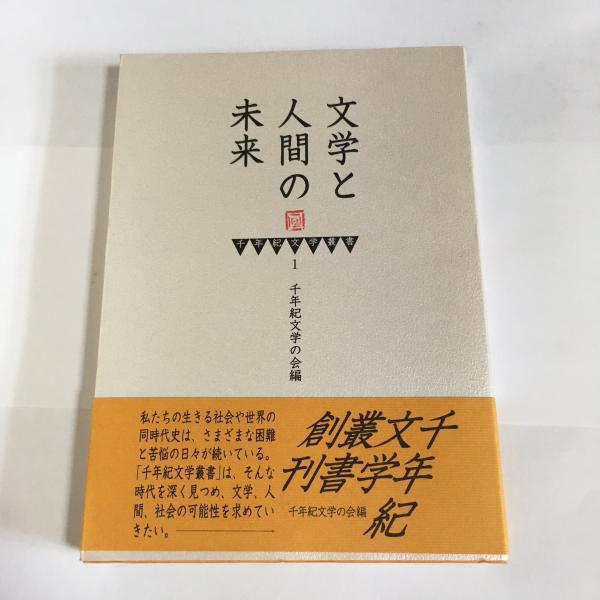 文学と
人間の
未来
千年紀文学叢書
1
千年紀文学の会編
千年紀
文学
叢書
創刊
千年紀文学の会編
私たちの生きる社会や世界の
同時代史は、さまざまな困難
と苦悩の日々が続いている。
「千年紀文学叢書」は、そんな
時代を深く見つめ、文学、人
間、社会の可能性を求めてい
きたい。